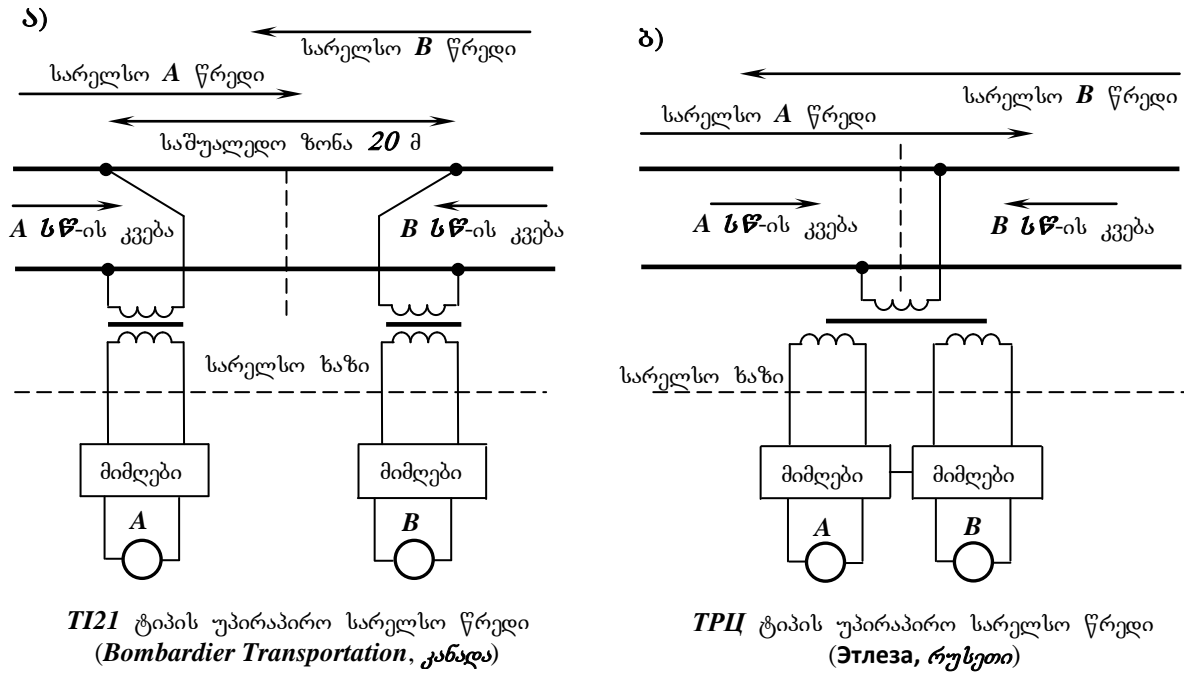 ა)
სარელსო B წრედი
სარელსო A წრედი
საშუალედო ზონა 20 მ
A სწ-ის კვება
B სწ-ის კვება
სარელსო ხაზი
მიმღები
მიმღები
A
B
TI21 ტიპის უპირაპირო სარელსო წრედი
(Bombardier Transportation, კანადა)
ბ)
სარელსო B წრედი
სარელსო A წრედი
A სწ-ის კვება
B სწ-ის კვება
სარელსო ხაზი
მიმღები
მიმღები
A
B
ТРЦ ტიპის უპირაპირო სარელსო წრედი
(Этлеза, რუსეთი)